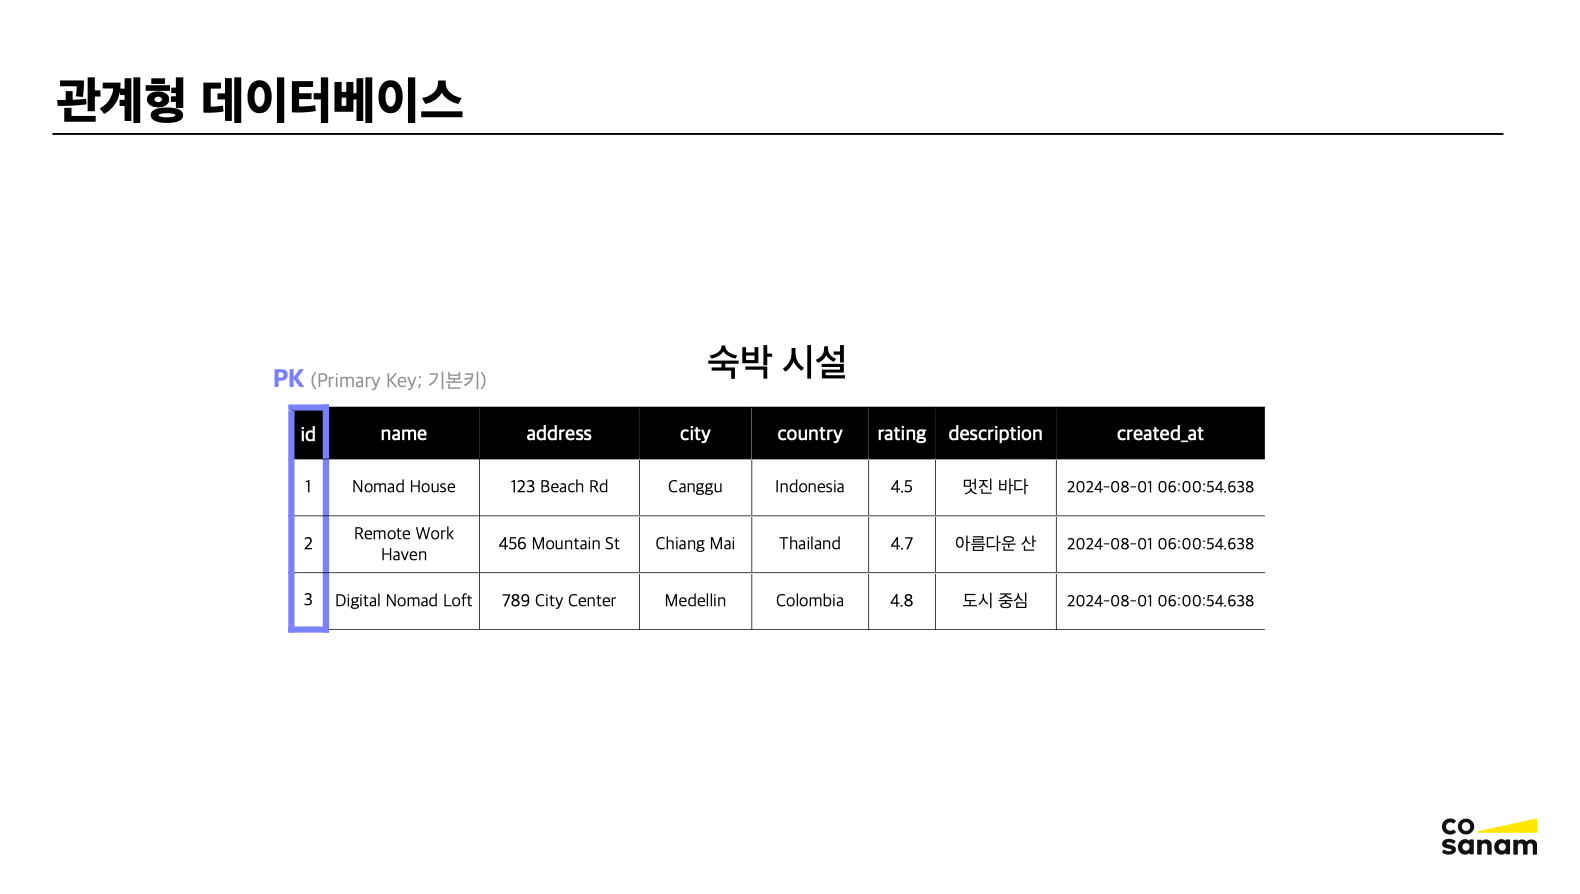 관계형 데이터베이스
숙박 시설
PK (Primary Key; 기본키)
id name address city country rating description created_at
1 Nomad House 123 Beach Rd Canggu Indonesia 4.5 멋진 바다 2024-08-01 06:00:54.638
2 Remote Work Haven 456 Mountain St Chiang Mai Thailand 4.7 아름다운 산 2024-08-01 06:00:54.638
3 Digital Nomad Loft 789 City Center Medellin Colombia 4.8 도시 중심 2024-08-01 06:00:54.638
co
sanam